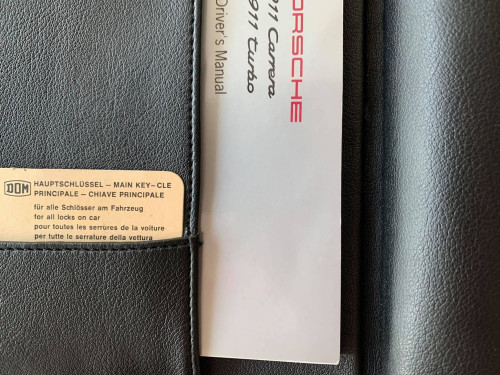 PORSCHE
911 Carrera
911 turbo
Driver's Manual
DOM
HAUPTSCHLÜSSEL – MAIN KEY – CLE
PRINCIPALE – CHIAVE PRINCIPALE
für alle Schlösser am Fahrzeug
for all locks on car
pour toutes les serrures de la voiture
per tutte le serrature della vettura